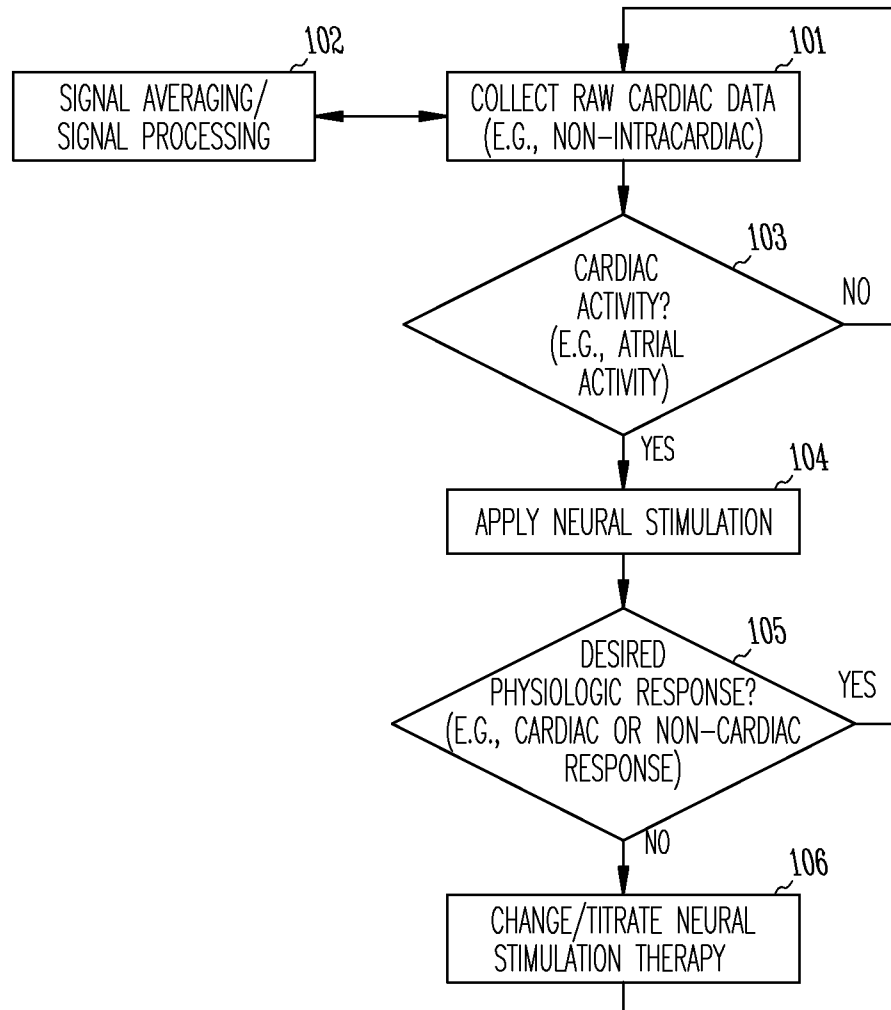 102
SIGNAL AVERAGING/
SIGNAL PROCESSING
101
COLLECT RAW CARDIAC DATA
(E.G., NON-INTRACARDIAC)
103
CARDIAC
ACTIVITY?
(E.G., ATRIAL
ACTIVITY)
NO
YES
104
APPLY NEURAL STIMULATION
105
DESIRED
PHYSIOLOGIC RESPONSE?
(E.G., CARDIAC OR NON-CARDIAC
RESPONSE)
YES
NO
106
CHANGE/TITRATE NEURAL
STIMULATION THERAPY